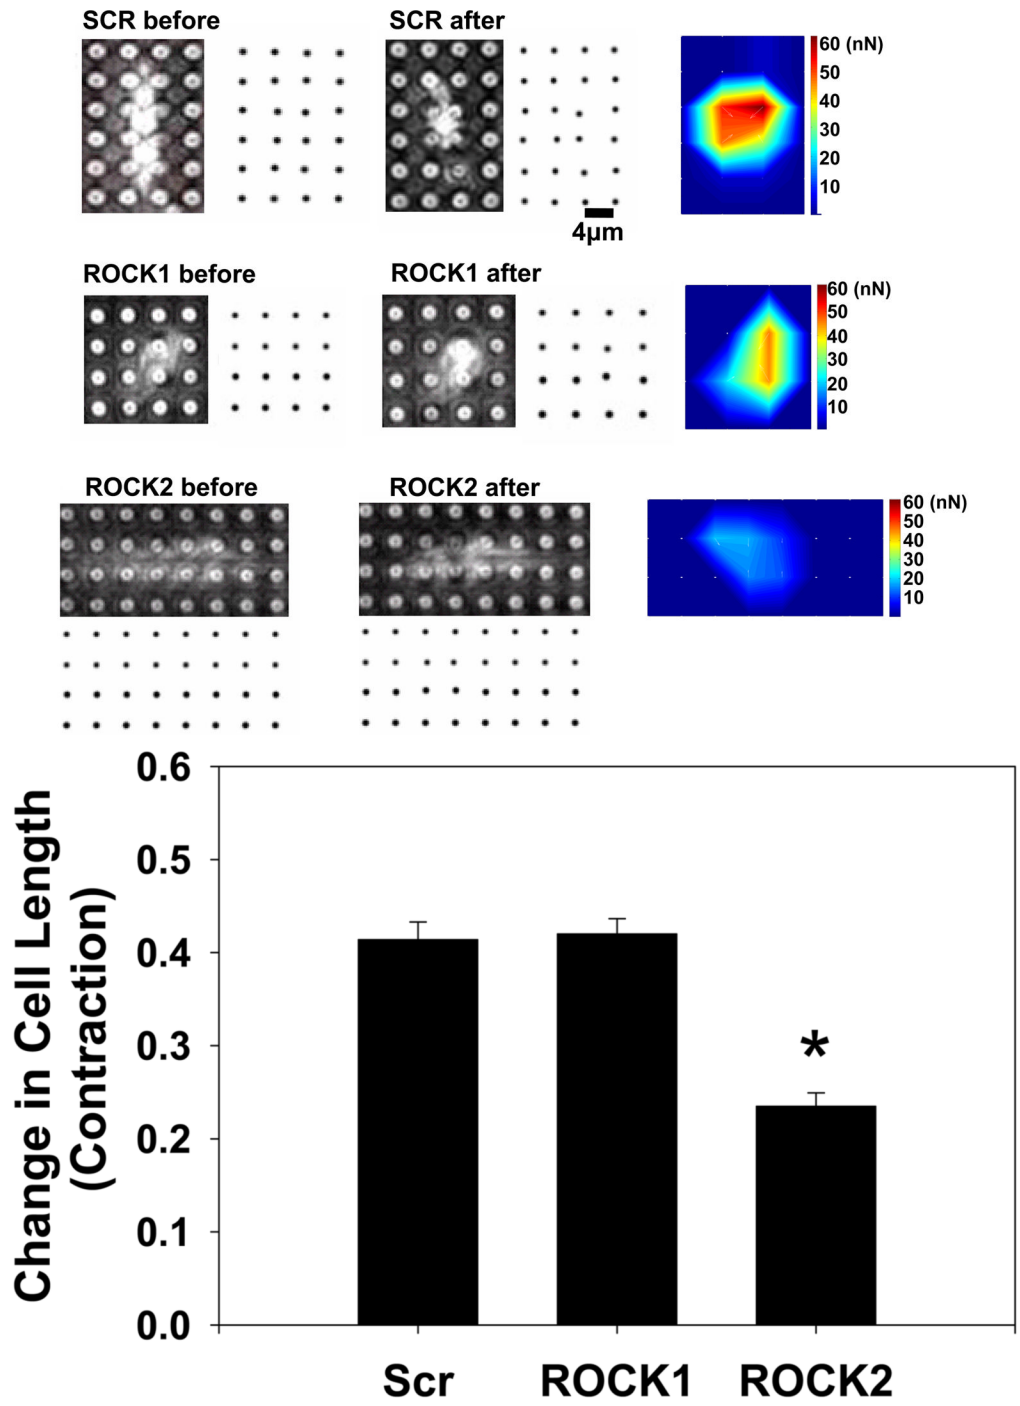 SCR before
SCR after
60 (nN)
50
40
30
20
10
4μm
ROCK1 before
ROCK1 after
60 (nN)
50
40
30
20
10
ROCK2 before
ROCK2 after
60 (nN)
50
40
30
20
10
Change in Cell Length
(Contraction)
0.6
0.5
0.4
0.3
0.2
0.1
0.0
*
Scr
ROCK1
ROCK2